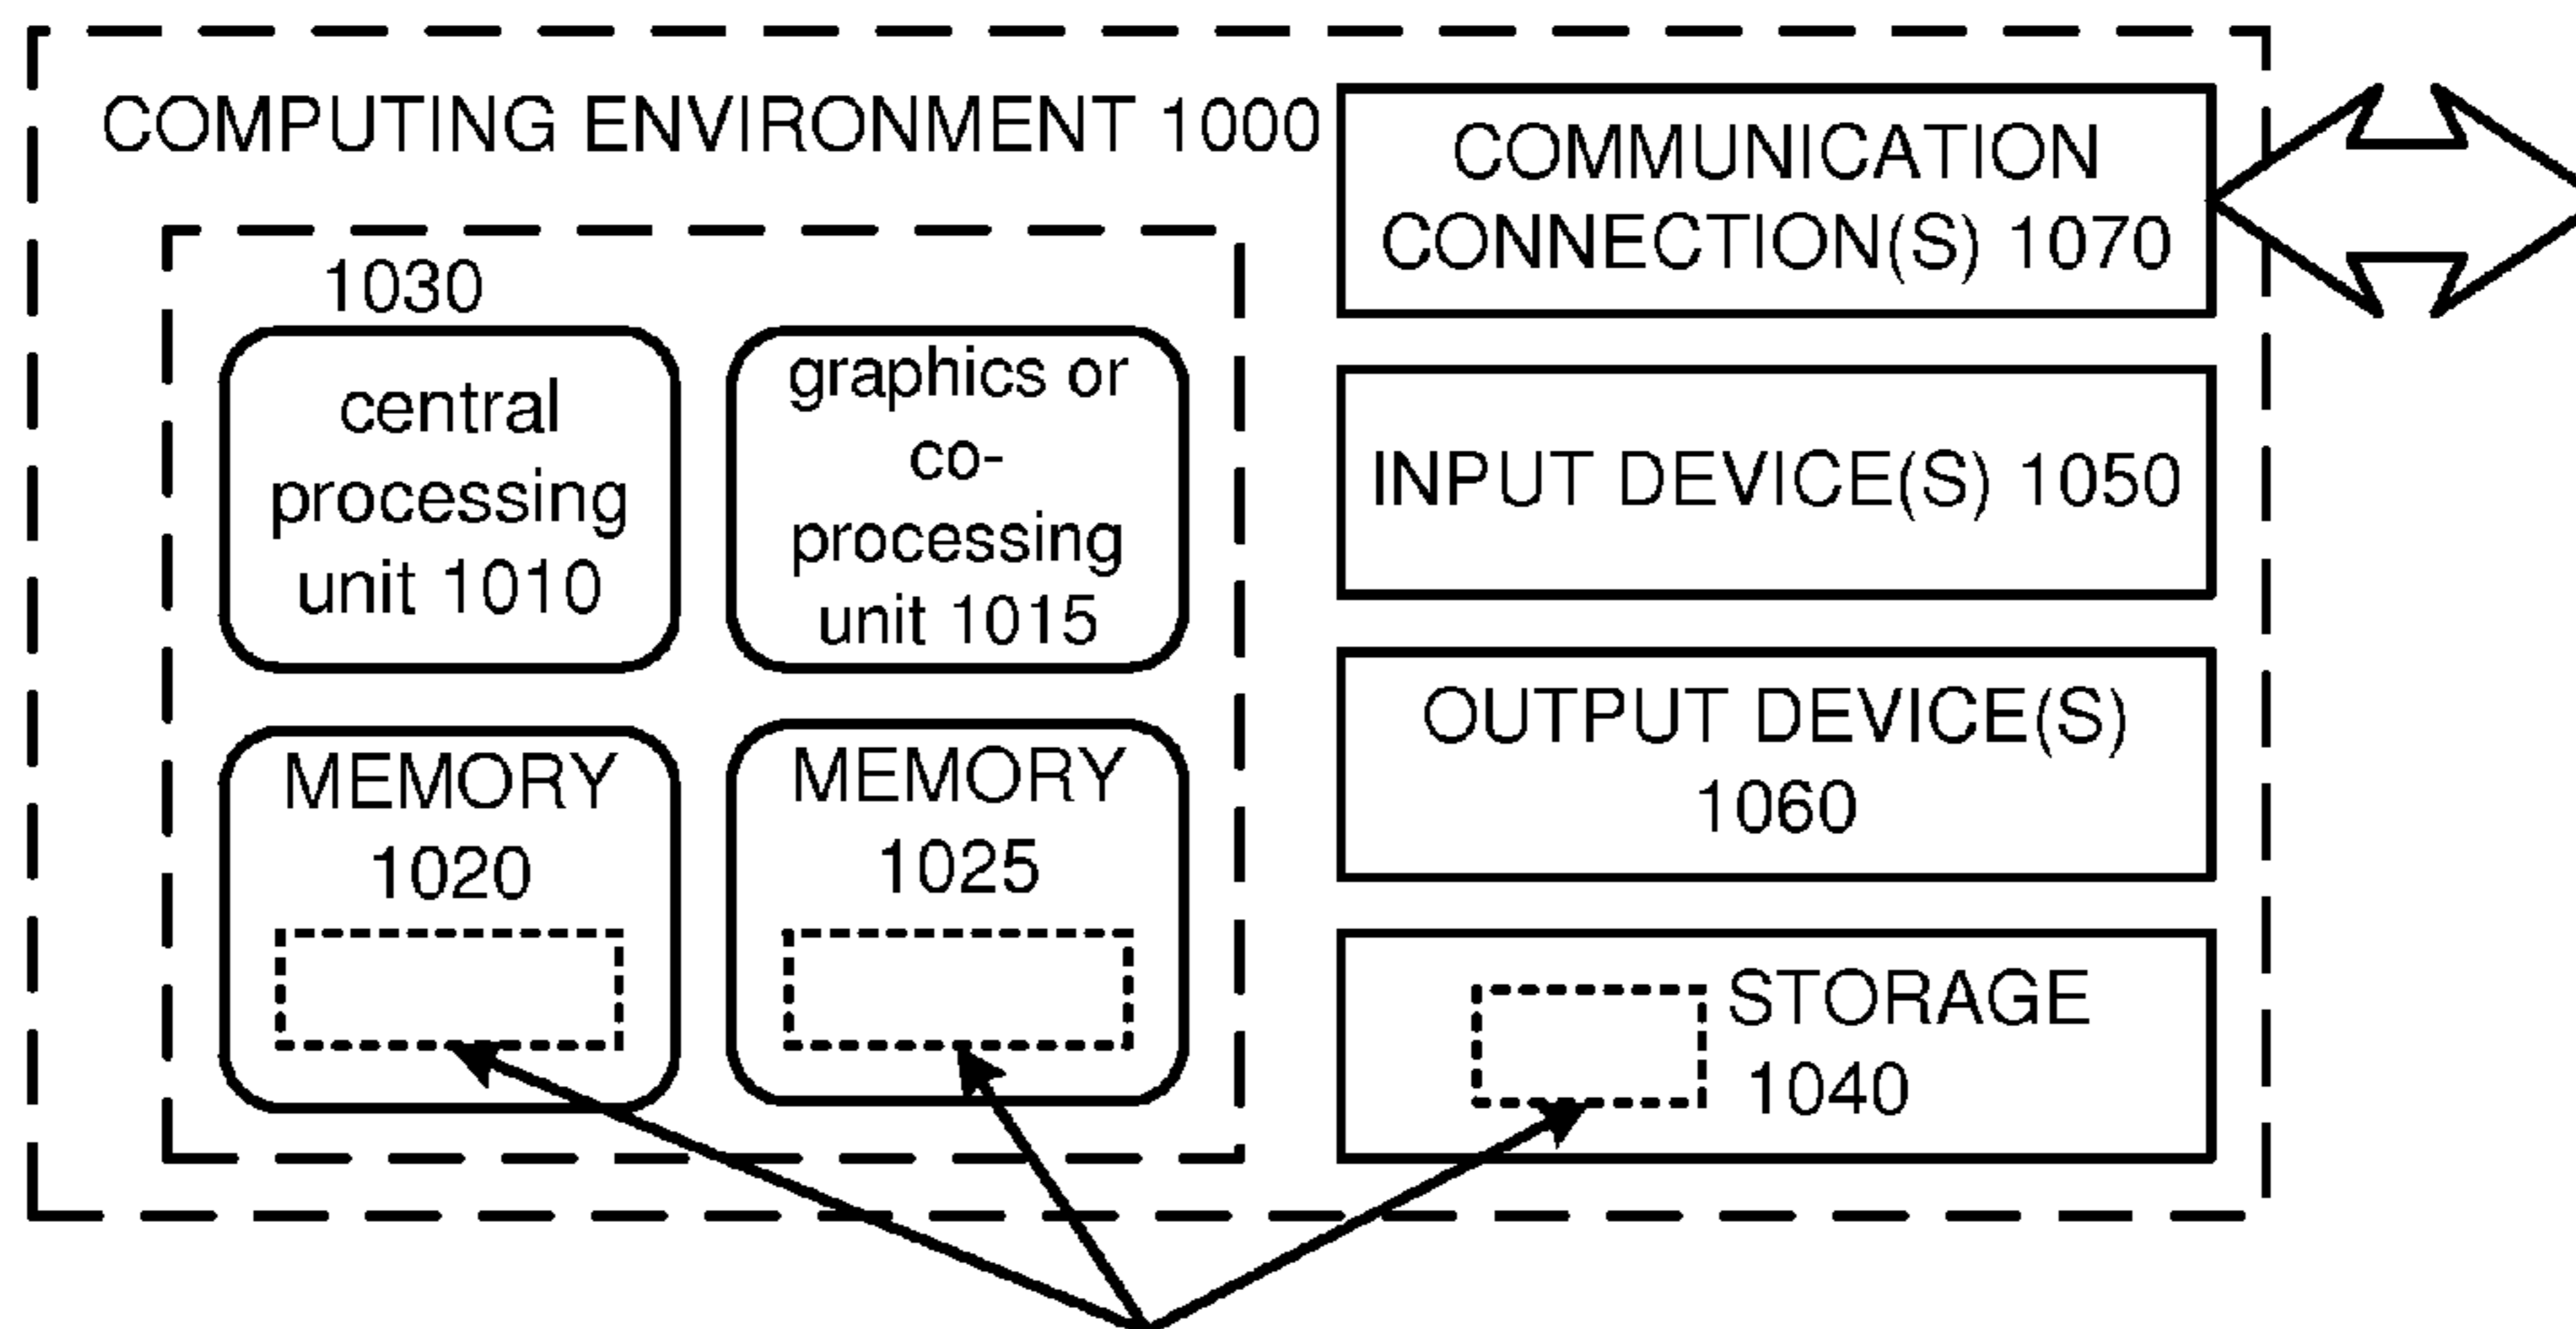 COMPUTING ENVIRONMENT 1000
1030
central
processing
unit 1010
graphics or
co-
processing
unit 1015
MEMORY
1020
MEMORY
1025
COMMUNICATION
CONNECTION(S) 1070
INPUT DEVICE(S) 1050
OUTPUT DEVICE(S)
1060
STORAGE
1040